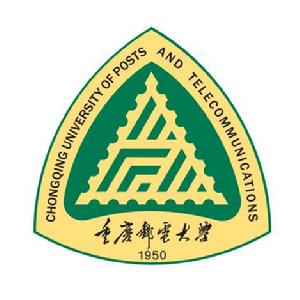 CHONGQING UNIVERSITY OF POSTS AND TELECOMMUNICATIONS
重庆邮电大学
1950